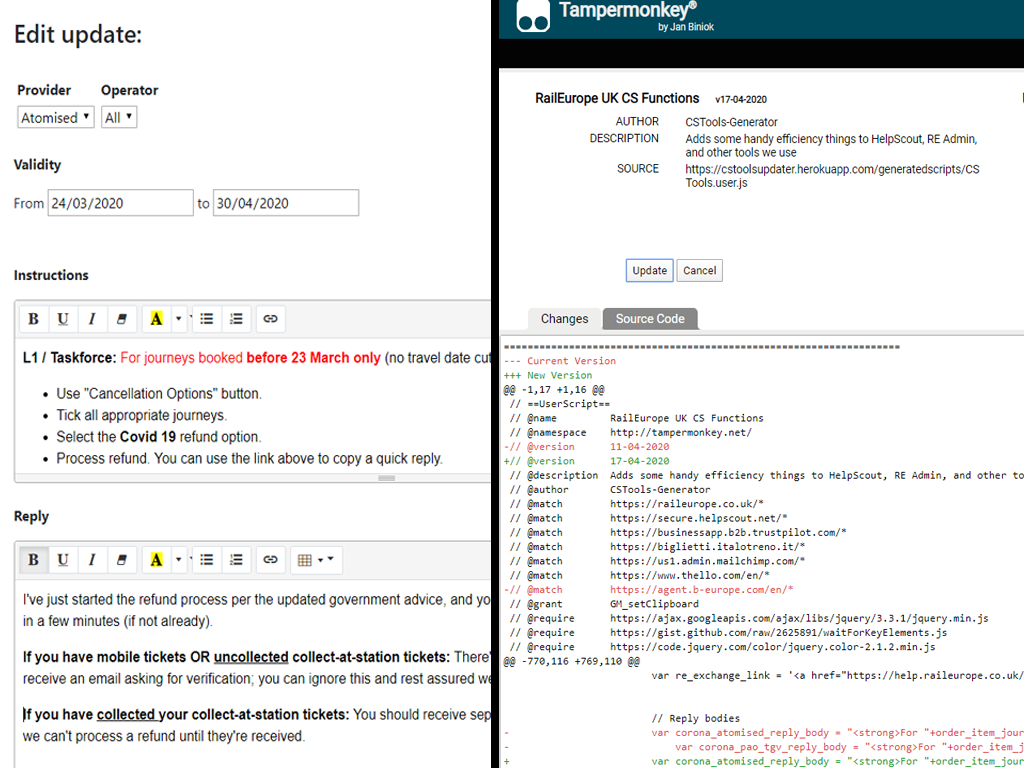 Edit update:
Provider Operator
Atomised All
Validity
From 24/03/2020 to 30/04/2020
Instructions
B U I A
L1 / Taskforce: For journeys booked before 23 March only (no travel date cut
Use "Cancellation Options" button.
Tick all appropriate journeys.
Select the Covid 19 refund option.
Process refund. You can use the link above to copy a quick reply.
Reply
B U I A
I've just started the refund process per the updated government advice, and yo
in a few minutes (if not already).
If you have mobile tickets OR uncollected collect-at-station tickets: There'
receive an email asking for verification; you can ignore this and rest assured we
If you have collected your collect-at-station tickets: You should receive sep
we can't process a refund until they're received.
Tampermonkey®
by Jan Biniok
RailEurope UK CS Functions v17-04-2020
AUTHOR CSTools-Generator
DESCRIPTION Adds some handy efficiency things to HelpScout, RE Admin,
and other tools we use
SOURCE https://cstoolsupdater.herokuapp.com/generatedscripts/CS
Tools.user.js
Update Cancel
Changes Source Code
===================================================================
--- Current Version
+++ New Version
@@ -1,17 +1,16 @@
// ==UserScript==
// @name RailEurope UK CS Functions
// @namespace http://tampermonkey.net/
-// @version 11-04-2020
+// @version 17-04-2020
// @description Adds some handy efficiency things to HelpScout, RE Admin, and other to
// @author CSTools-Generator
// @match https://raileurope.co.uk/*
// @match https://secure.helpscout.net/*
// @match https://businessapp.b2b.trustpilot.com/*
// @match https://biglietti.italotreno.it/*
// @match https://us1.admin.mailchimp.com/*
// @match https://www.thello.com/en/*
-// @match https://agent.b-europe.com/en/*
// @grant GM_setClipboard
// @require https://ajax.googleapis.com/ajax/libs/jquery/3.3.1/jquery.min.js
// @require https://gist.github.com/raw/2625891/waitForKeyElements.js
// @require https://code.jquery.com/color/jquery.color-2.1.2.min.js
@@ -770,116 +769,110 @@
var re_exchange_link = '<a href="https://help.raileurope.co.uk/
// Reply bodies
- var corona_atomised_reply_body = "<strong>For "+order_item_jour
- var corona_pao_tgv_reply_body = "<strong>For "+order_item_j
+ var corona_atomised_reply_body = "<strong>For "+order_item_jour